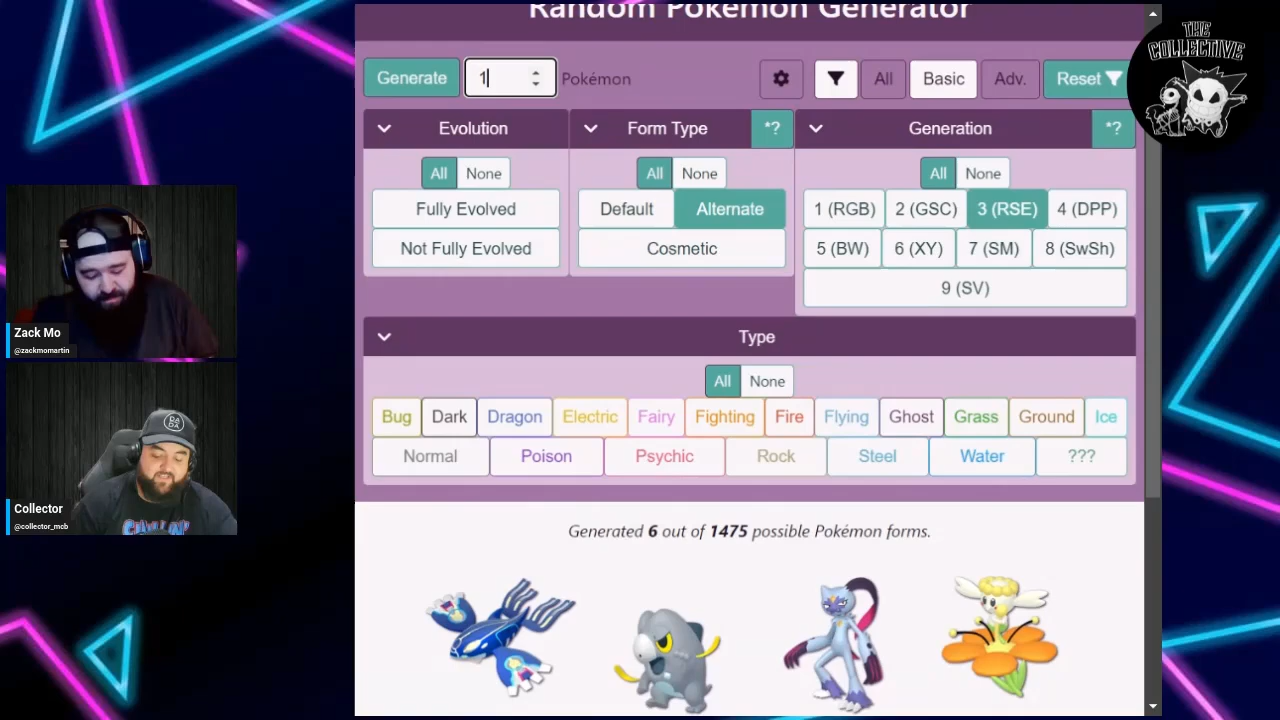 Random Pokémon Generator
THE
COLLECTIVE
Generate
1
Pokémon
All
Basic
Adv.
Reset
Evolution
Form Type
*?
Generation
*?
All
None
All
None
All
None
Fully Evolved
Default
Alternate
1 (RGB)
2 (GSC)
3 (RSE)
4 (DPP)
Not Fully Evolved
Cosmetic
5 (BW)
6 (XY)
7 (SM)
8 (SwSh)
9 (SV)
Zack Mo
@zackmomartin
Type
All
None
Bug
Dark
Dragon
Electric
Fairy
Fighting
Fire
Flying
Ghost
Grass
Ground
Ice
Normal
Poison
Psychic
Rock
Steel
Water
???
DA
DA
Collector
@collector_mcb
Generated 6 out of 1475 possible Pokémon forms.